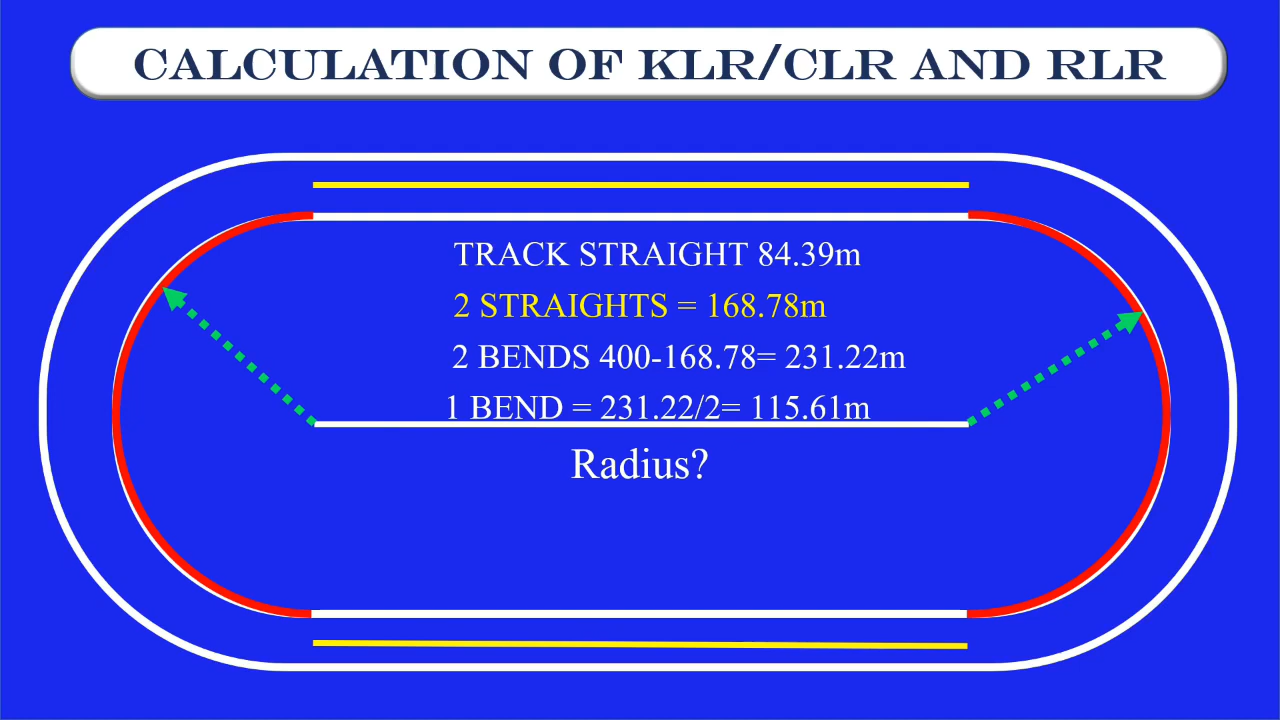 CALCULATION OF KLR/CLR AND RLR
TRACK STRAIGHT 84.39m
2 STRAIGHTS = 168.78m
2 BENDS 400-168.78= 231.22m
1 BEND = 231.22/2= 115.61m
Radius?